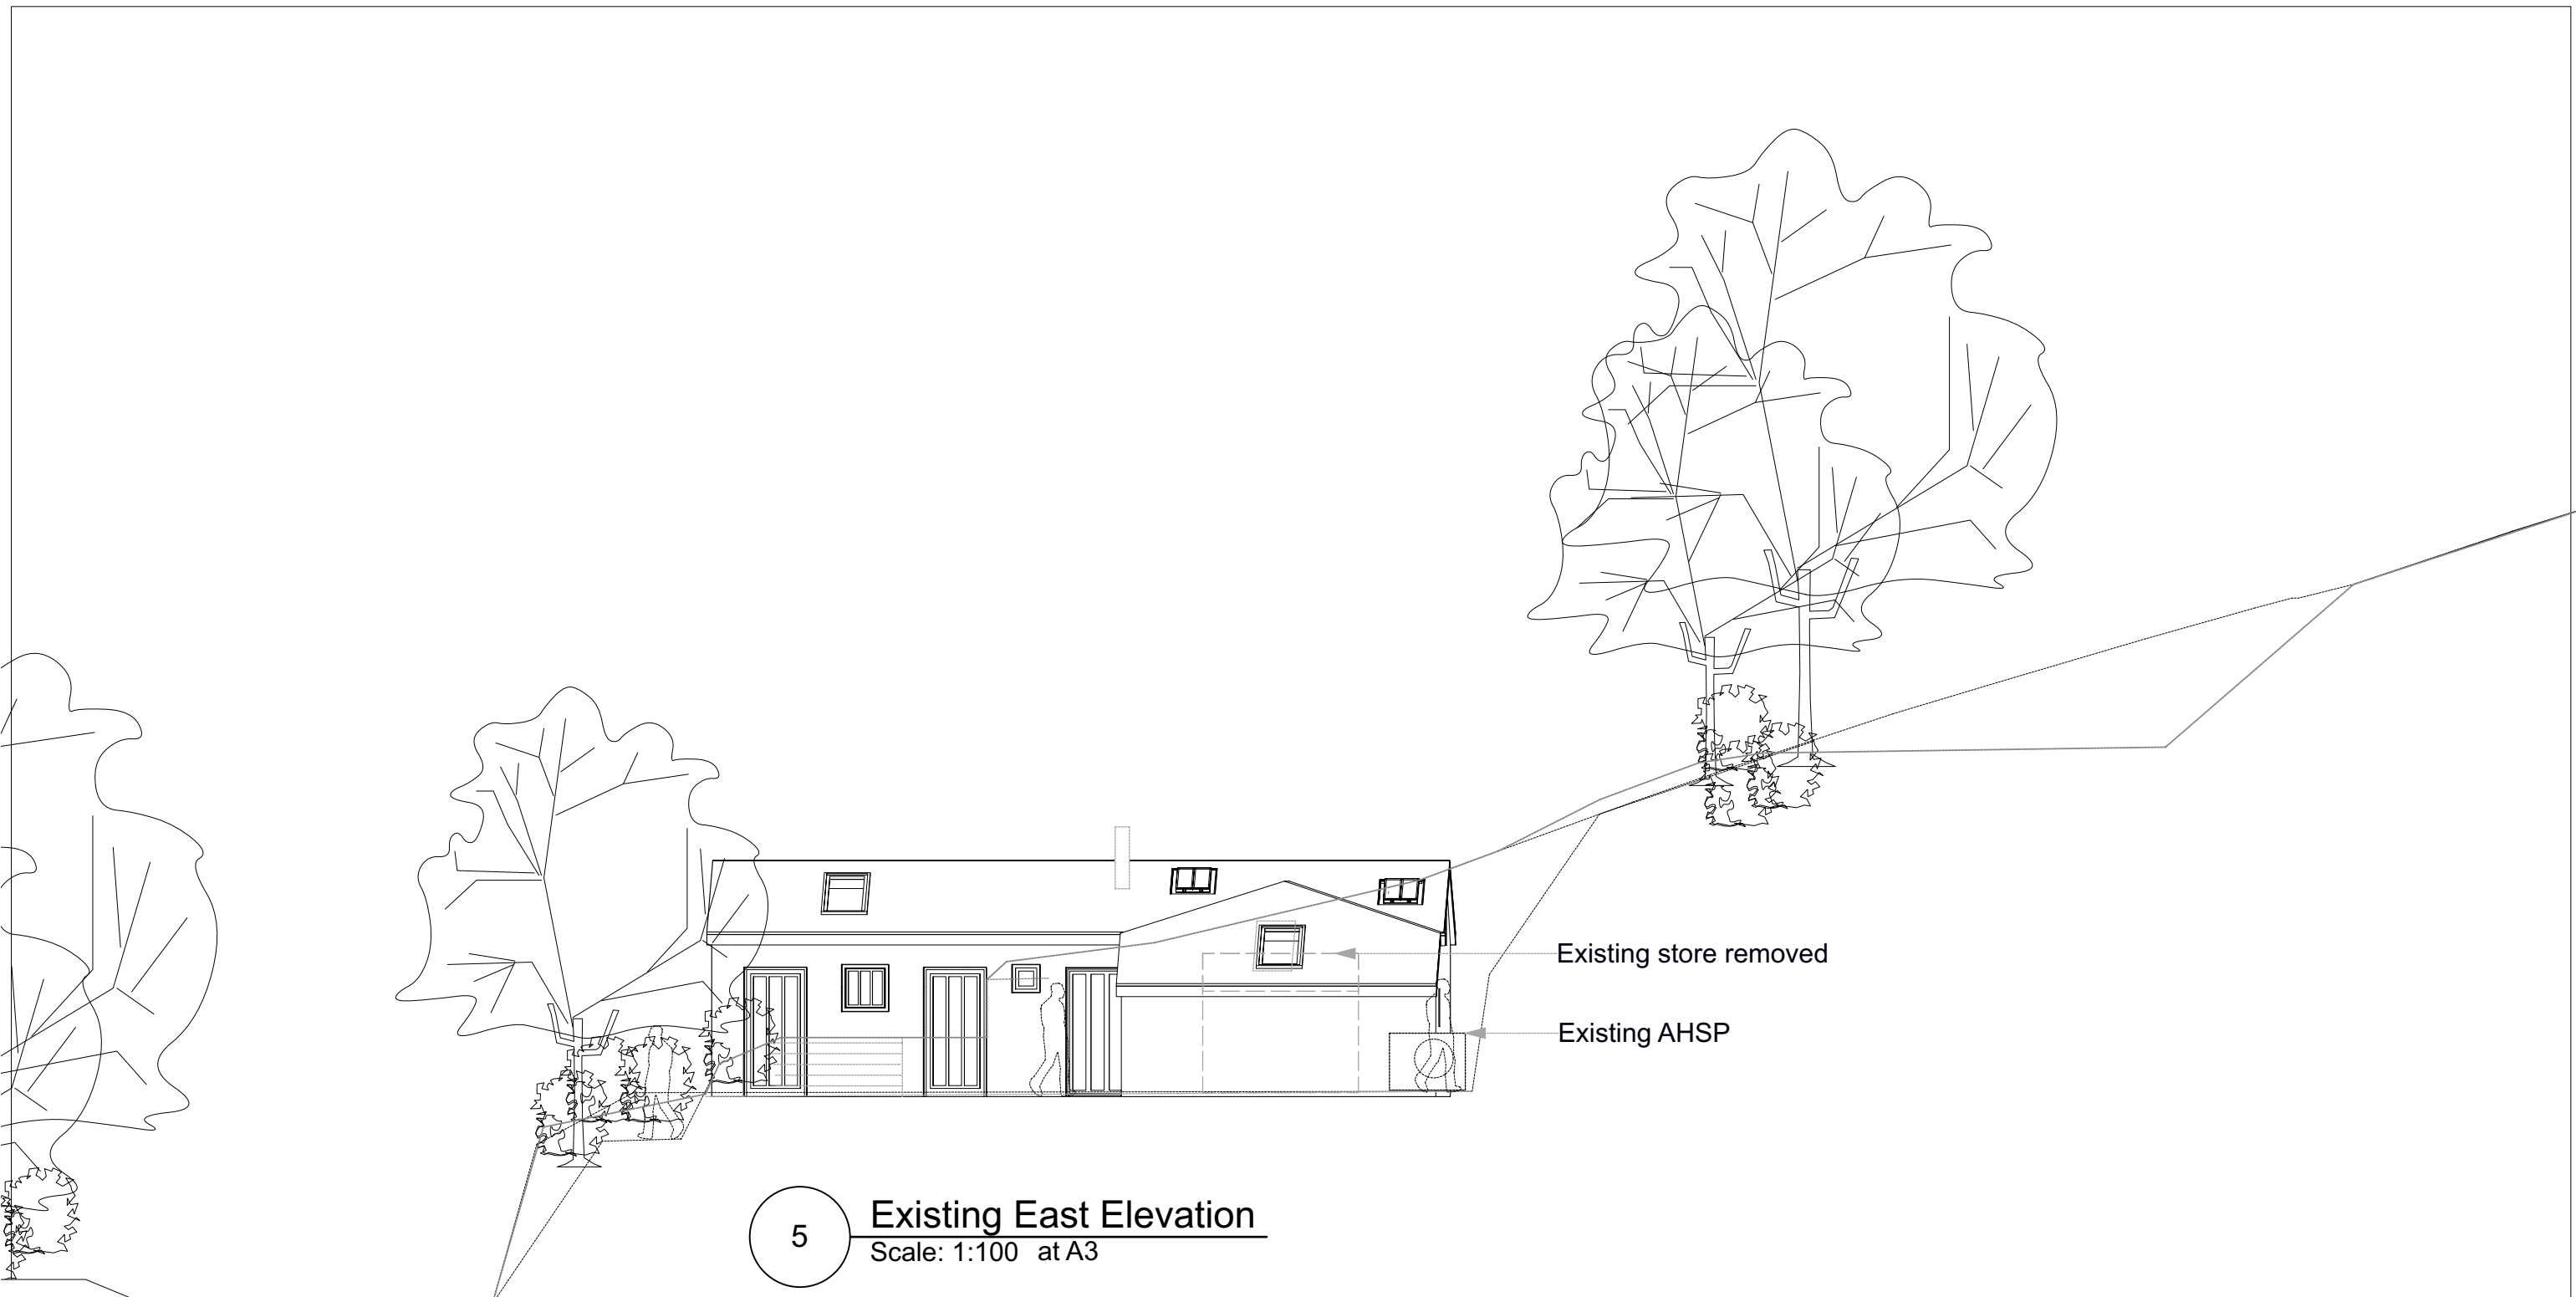 Existing store removed
Existing AHSP
5
Existing East Elevation
Scale: 1:100 at A3